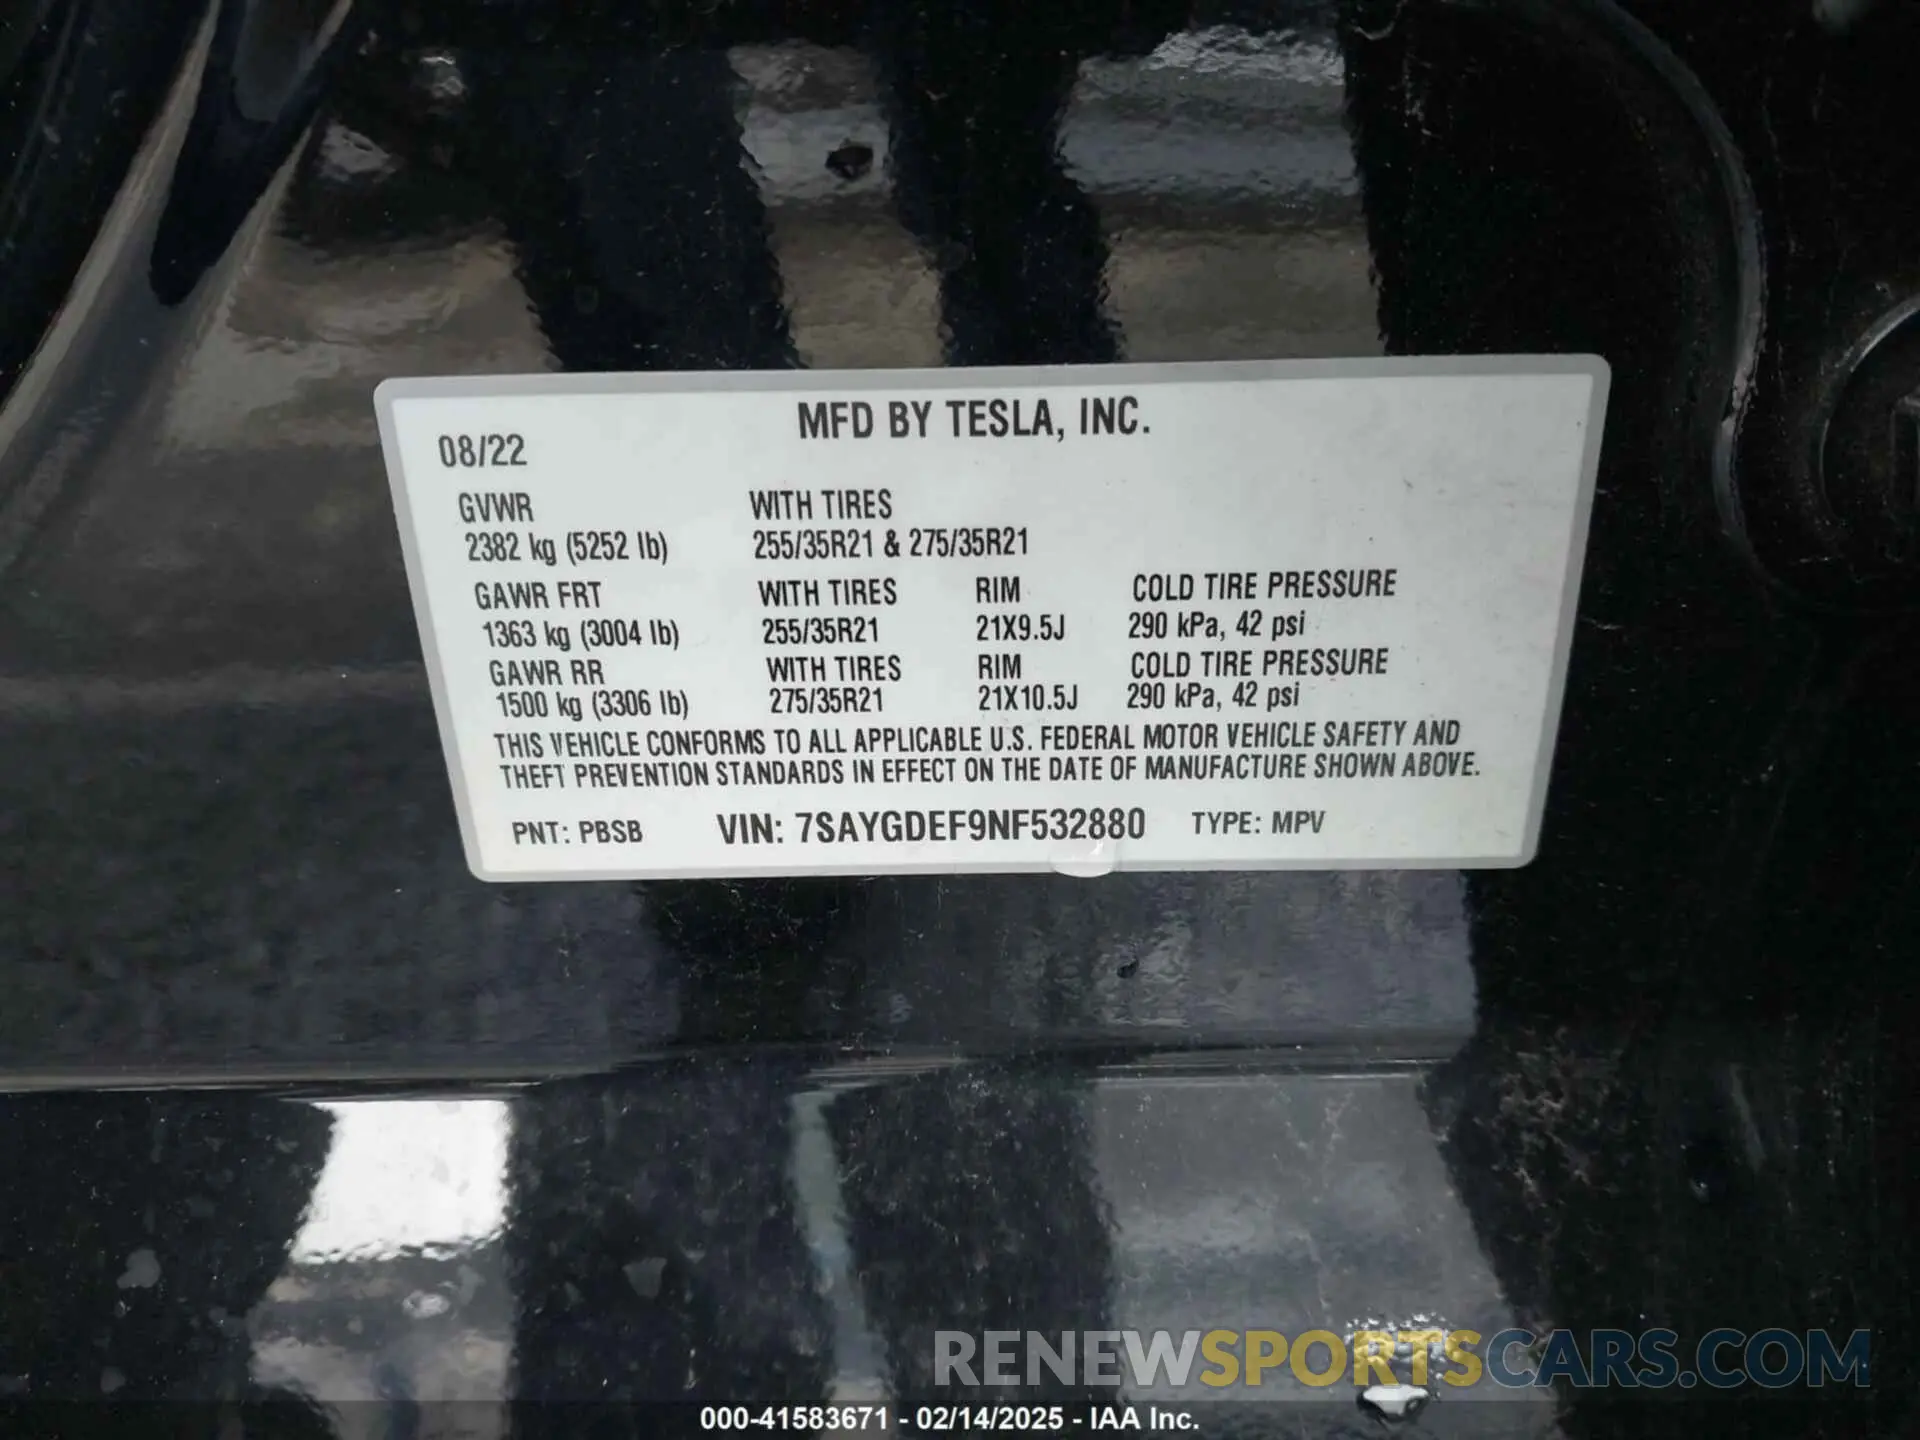 MFD BY TESLA, INC.
08/22
GVWR WITH TIRES
2382 kg (5252 lb) 255/35R21 & 275/35R21
GAWR FRT WITH TIRES RIM COLD TIRE PRESSURE
1363 kg (3004 lb) 255/35R21 21X9.5J 290 kPa, 42 psi
GAWR RR WITH TIRES RIM COLD TIRE PRESSURE
1500 kg (3306 lb) 275/35R21 21X10.5J 290 kPa, 42 psi
THIS VEHICLE CONFORMS TO ALL APPLICABLE U.S. FEDERAL MOTOR VEHICLE SAFETY AND
THEFT PREVENTION STANDARDS IN EFFECT ON THE DATE OF MANUFACTURE SHOWN ABOVE.
PNT: PBSB VIN: 7SAYGDEF9NF532880 TYPE: MPV
RENEWSPORTSCARS.COM
000-41583671 - 02/14/2025 - IAA Inc.